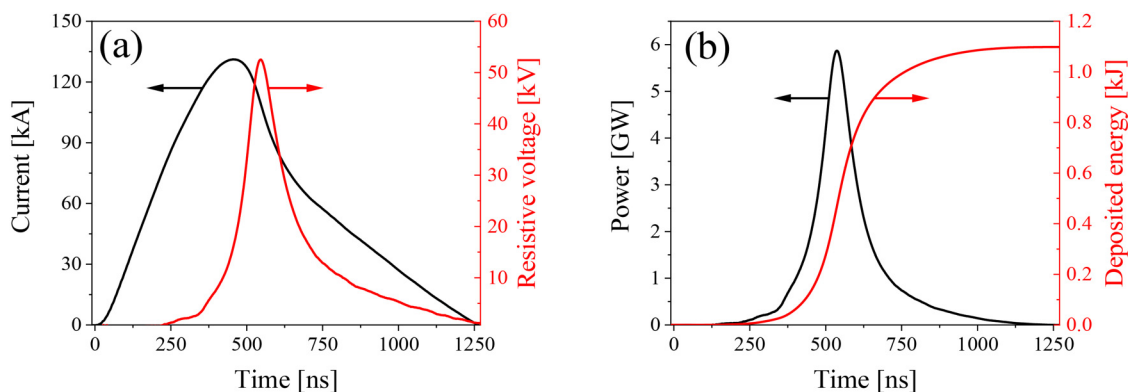 (a)
Current [kA]
150
120
90
60
30
0
Resistive voltage [kV]
60
50
40
30
20
10
0 250 500 750 1000 1250
Time [ns]
(b)
Power [GW]
6
5
4
3
2
1
0
Deposited energy [kJ]
1.2
1.0
0.8
0.6
0.4
0.2
0.0
0 250 500 750 1000 1250
Time [ns]